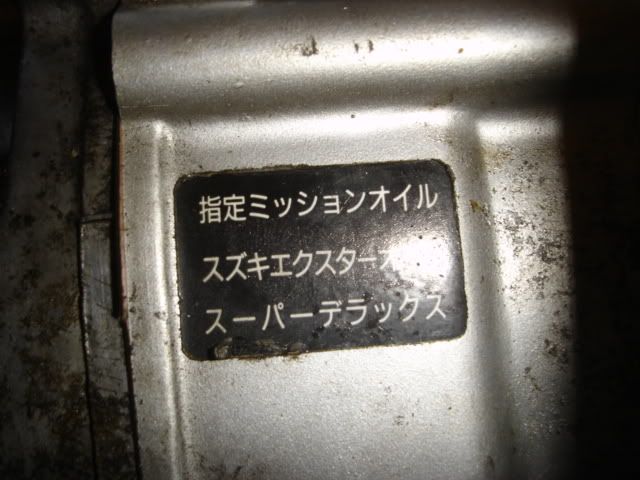 指定ミッションオイル
スズキエクスターオ
スーパーデラックス